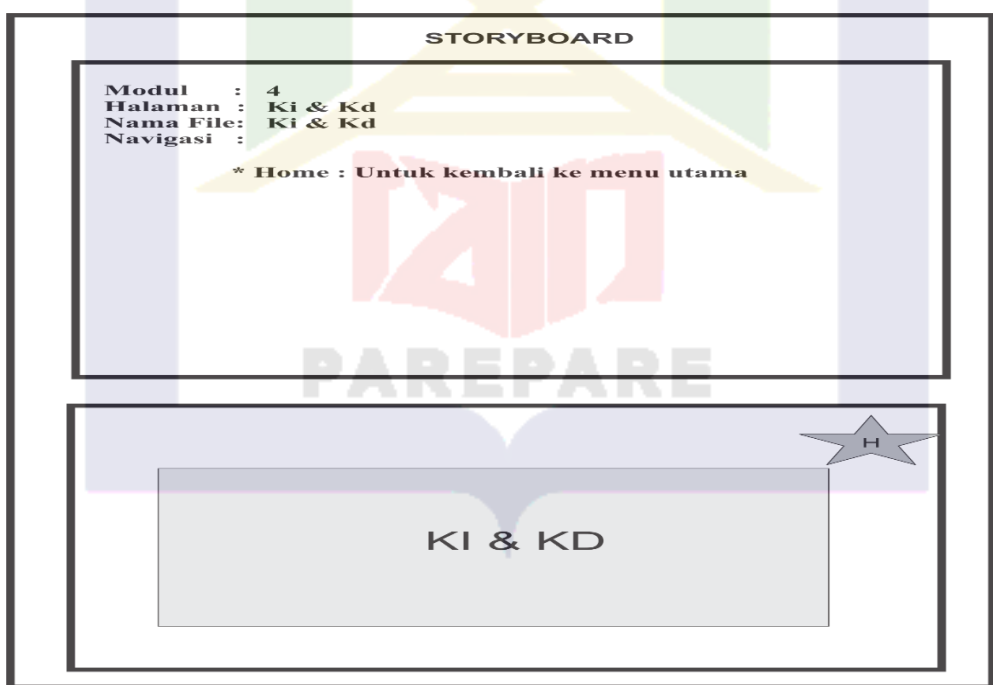 STORYBOARD
Modul : 4
Halaman : Ki & Kd
Nama File: Ki & Kd
Navigasi :
* Home : Untuk kembali ke menu utama
PAREPARE
H
KI & KD